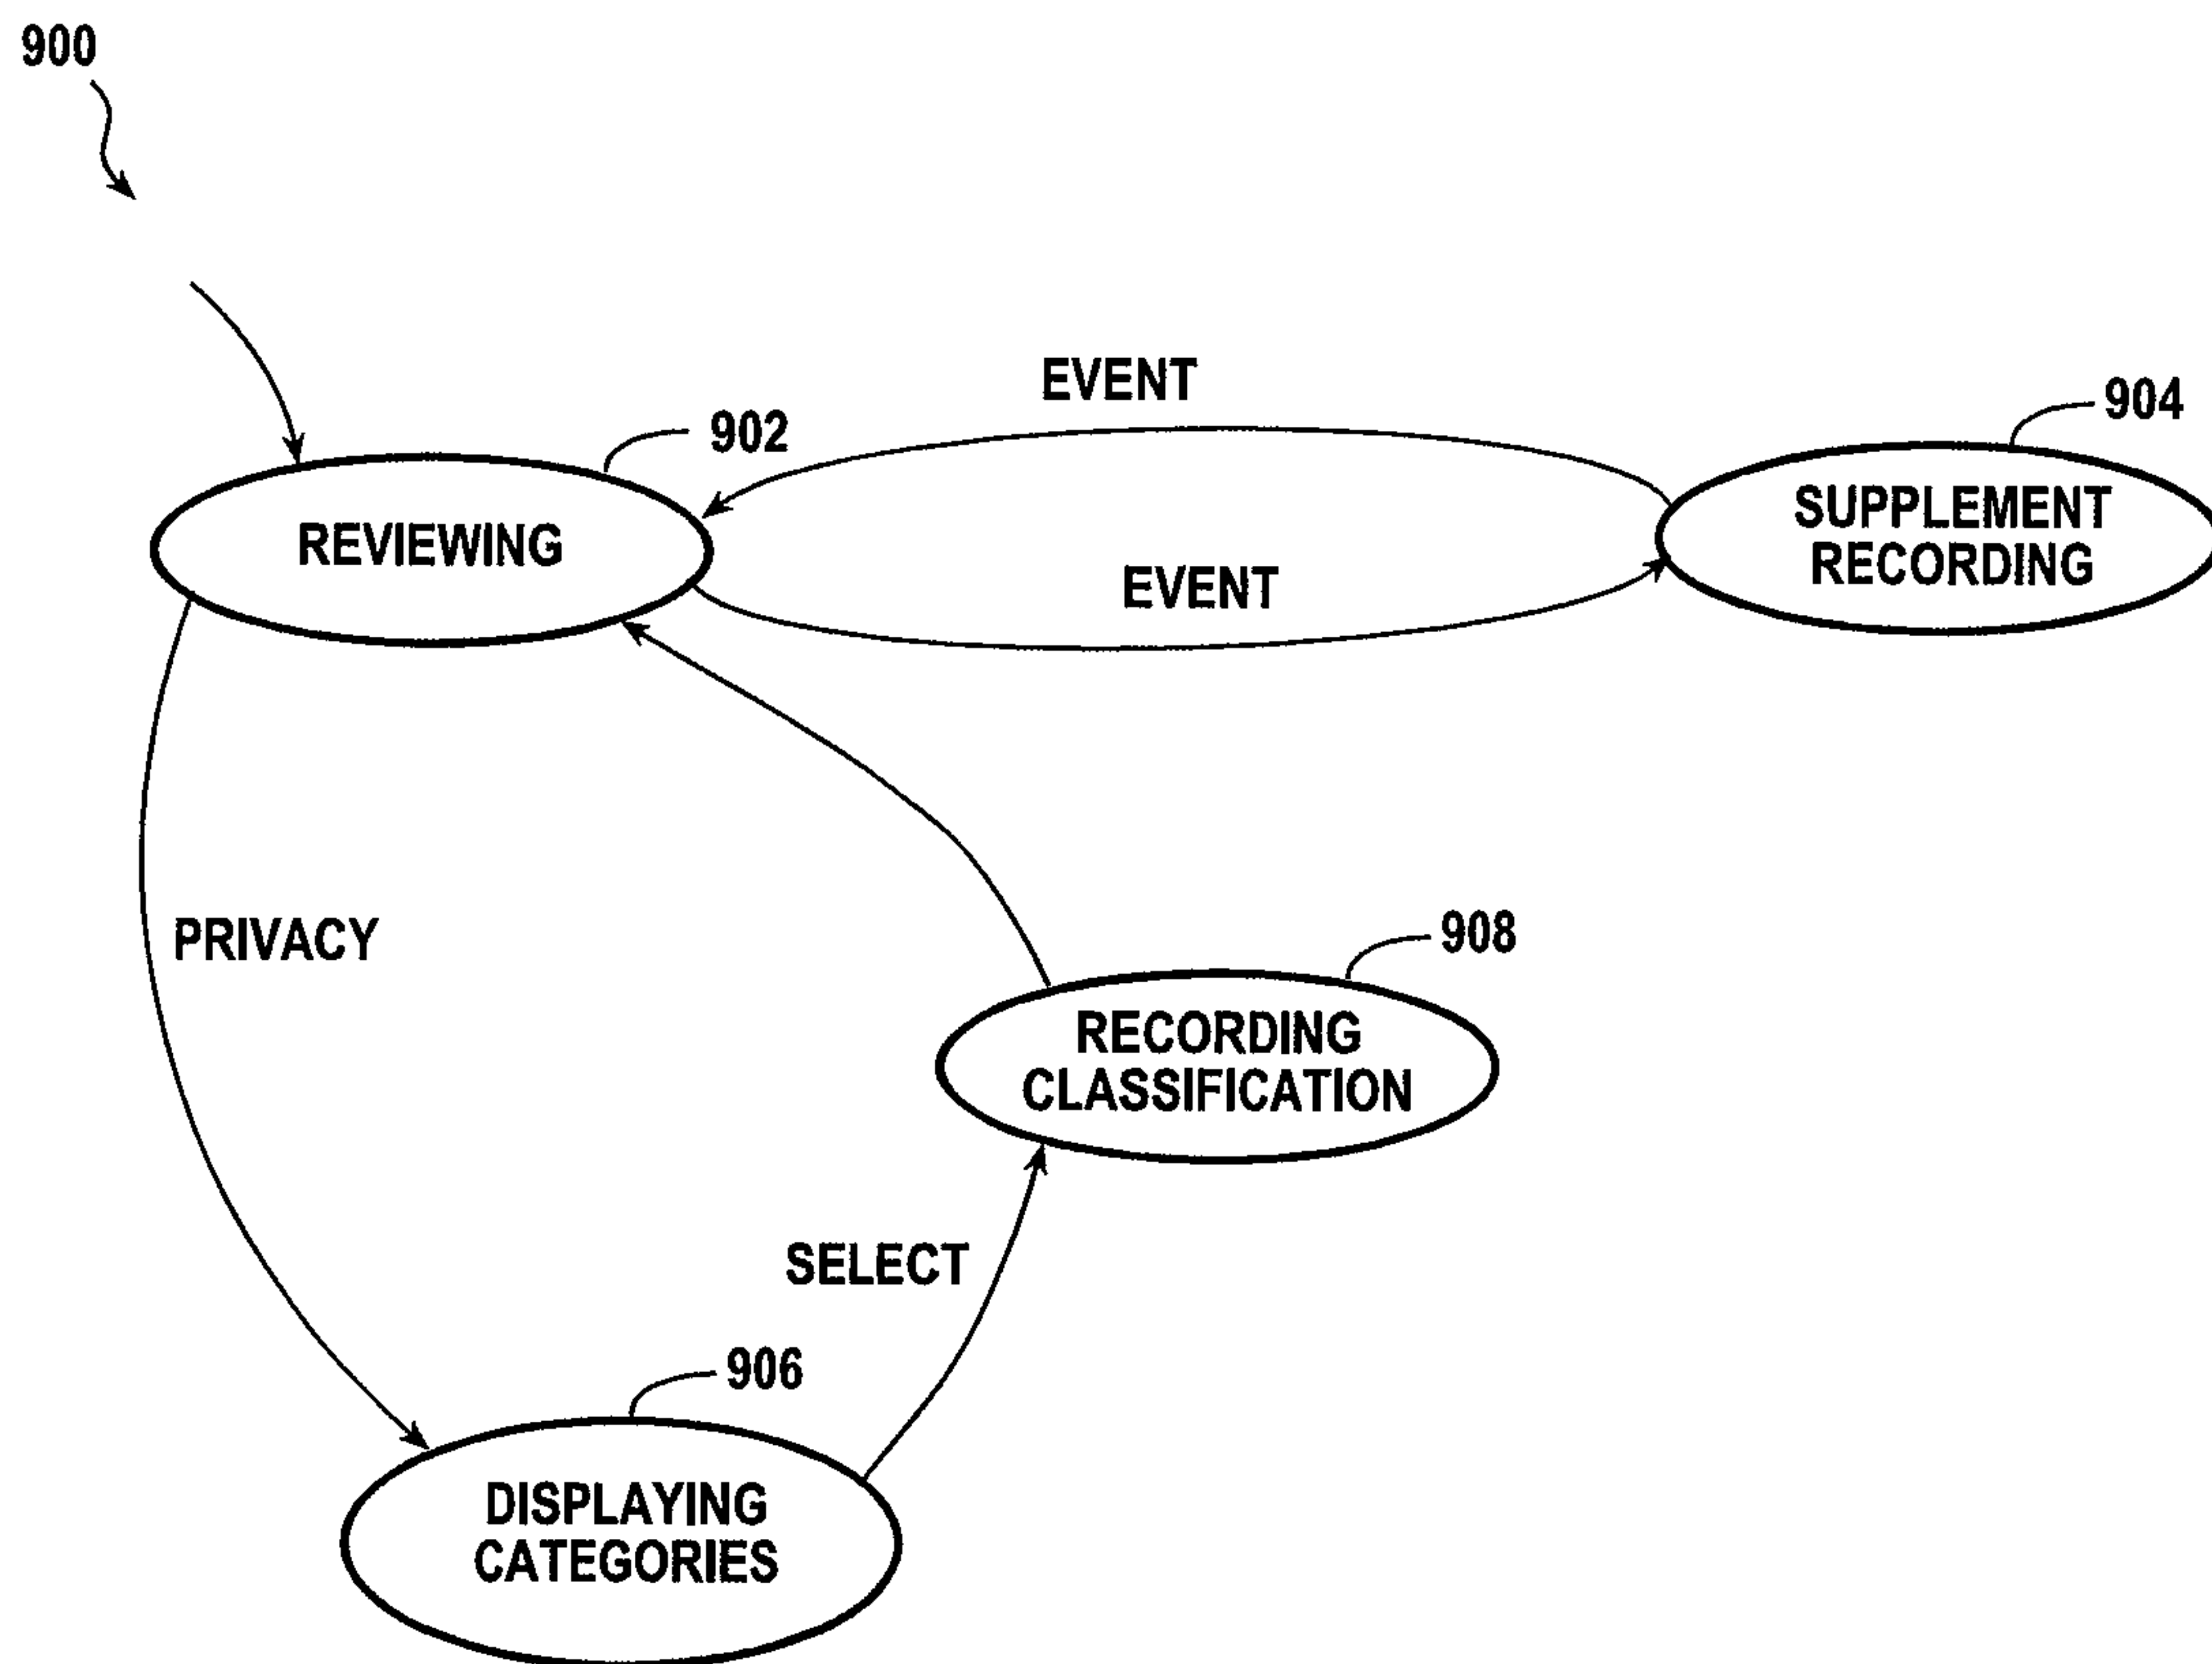 900
EVENT
904
902
SUPPLEMENT
RECORDING
REVIEWING
EVENT
PRIVACY
908
RECORDING
CLASSIFICATION
SELECT
906
DISPLAYING
CATEGORIES